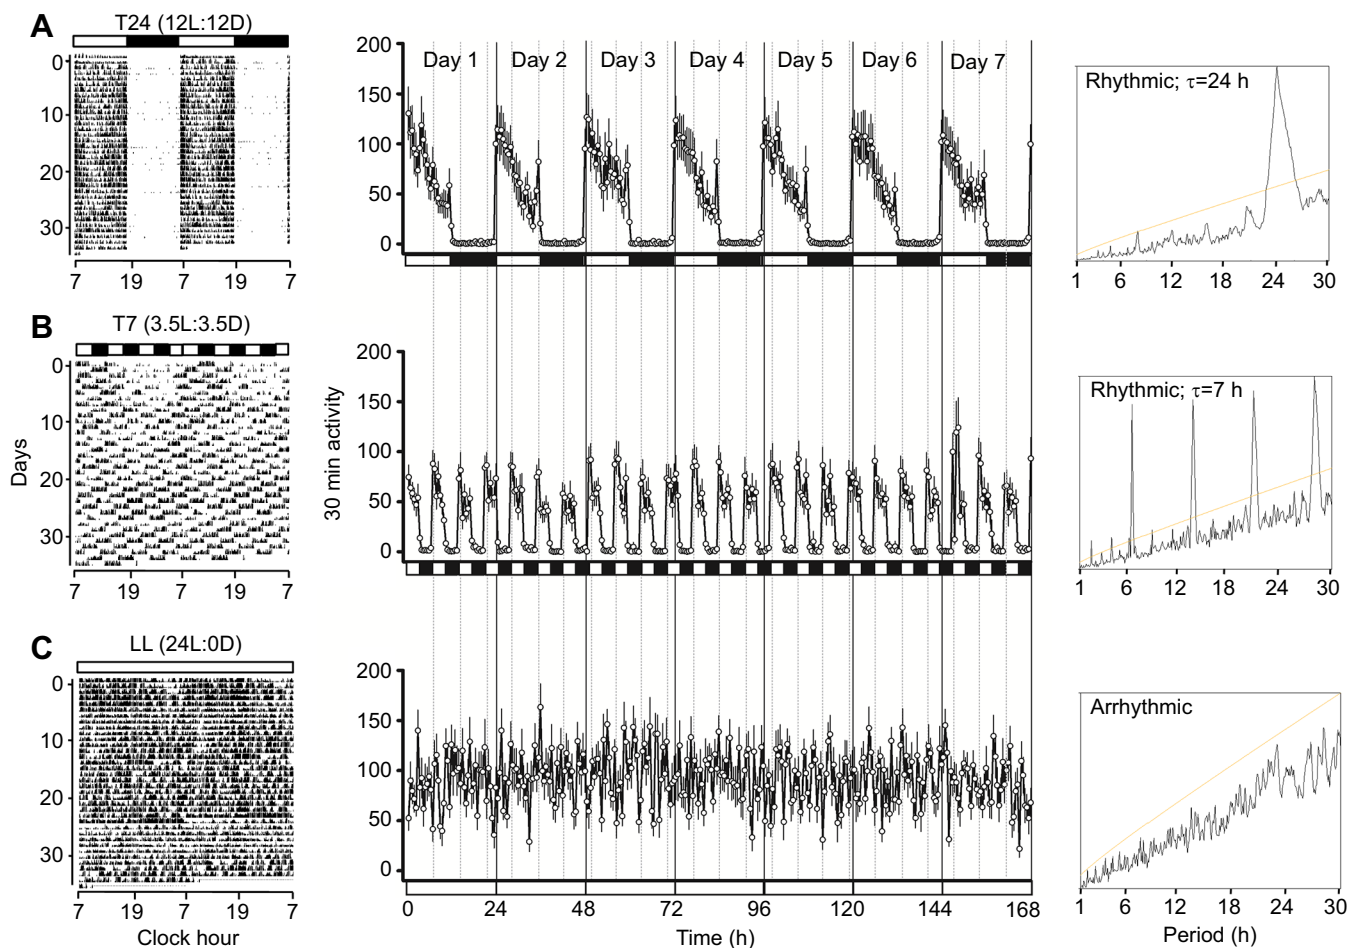 A
T24 (12L:12D)
0
10
20
30
7 19 7 19 7
200
150
100
50
0
Day 1 Day 2 Day 3 Day 4 Day 5 Day 6 Day 7
Rhythmic; τ=24 h
1 6 12 18 24 30
B
T7 (3.5L:3.5D)
Days
0
10
20
30
7 19 7 19 7
30 min activity
200
150
100
50
0
Rhythmic; τ=7 h
1 6 12 18 24 30
C
LL (24L:0D)
0
10
20
30
7 19 7 19 7
Clock hour
200
150
100
50
0
0 24 48 72 96 120 144 168
Time (h)
Arrhythmic
1 6 12 18 24 30
Period (h)